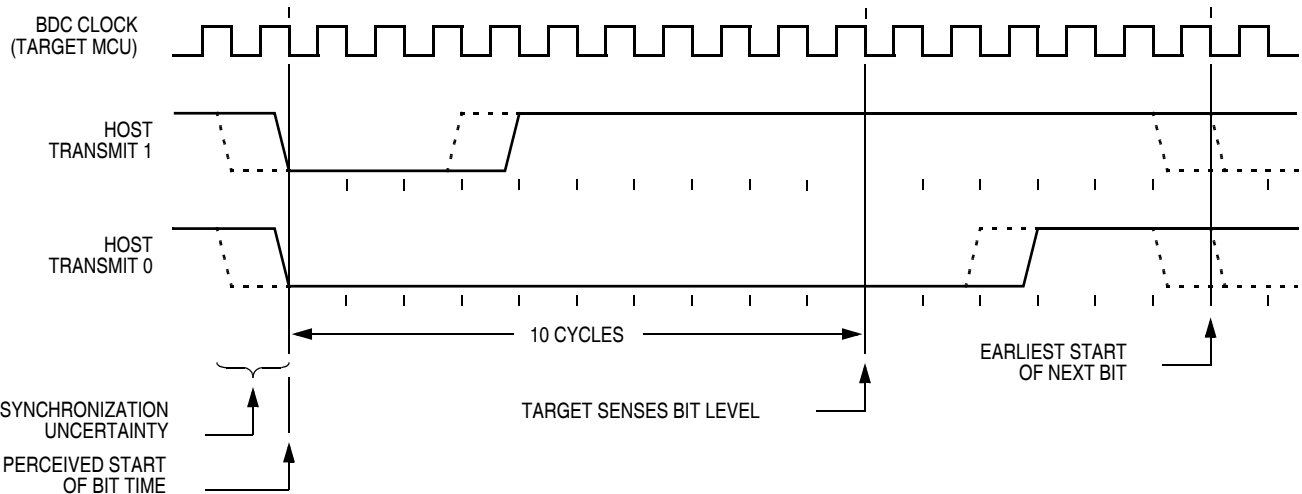 BDC CLOCK
(TARGET MCU)
HOST
TRANSMIT 1
HOST
TRANSMIT 0
10 CYCLES
EARLIEST START
OF NEXT BIT
SYNCHRONIZATION
UNCERTAINTY
TARGET SENSES BIT LEVEL
PERCEIVED START
OF BIT TIME